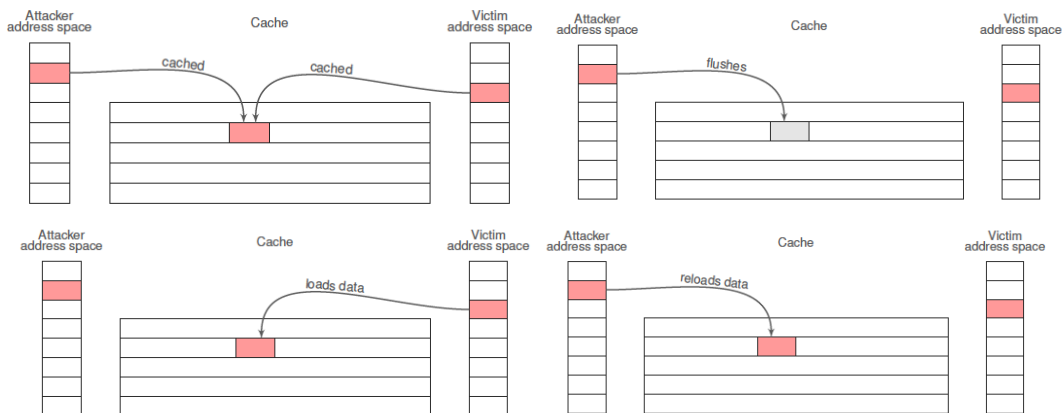 Attacker
address space
Cache
Victim
address space
cached
cached
Attacker
address space
Cache
Victim
address space
flushes
Attacker
address space
Cache
Victim
address space
loads data
Attacker
address space
Cache
Victim
address space
reloads data